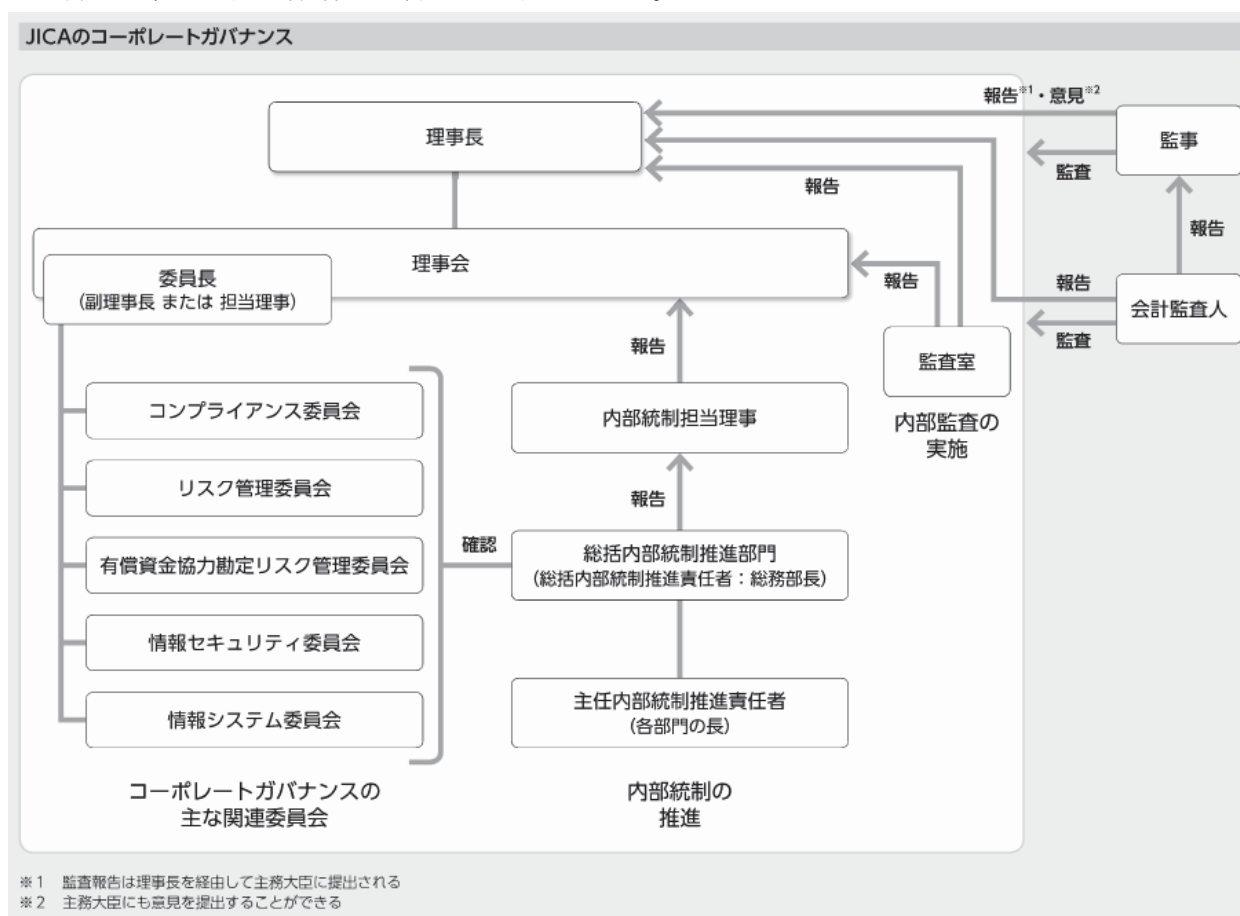 JICAのコーポレートガバナンス
報告※1・意見※2
理事長
監事
監査
報告
報告
理事会
委員長
(副理事長 または 担当理事)
報告
報告
会計監査人
監査
報告
監査室
内部監査の
実施
コンプライアンス委員会
内部統制担当理事
リスク管理委員会
報告
確認
有償資金協力勘定リスク管理委員会
総括内部統制推進部門
(総括内部統制推進責任者：総務部長)
情報セキュリティ委員会
情報システム委員会
主任内部統制推進責任者
(各部門の長)
コーポレートガバナンスの
主な関連委員会
内部統制の
推進
※1 監査報告は理事長を経由して主務大臣に提出される
※2 主務大臣にも意見を提出することができる